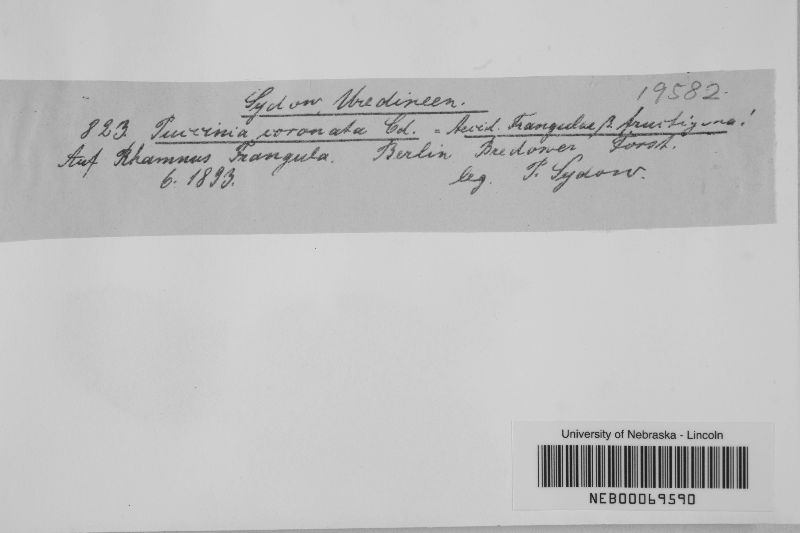 Sydow, Uredineen.
19582
823 Puccinia coronata Cd. = Aecid. Frangulae β. fructigena!
Auf Rhamnus Frangula. Berlin Bredower Forst.
6. 1893. leg. P. Sydow.
University of Nebraska - Lincoln
NEB00069590